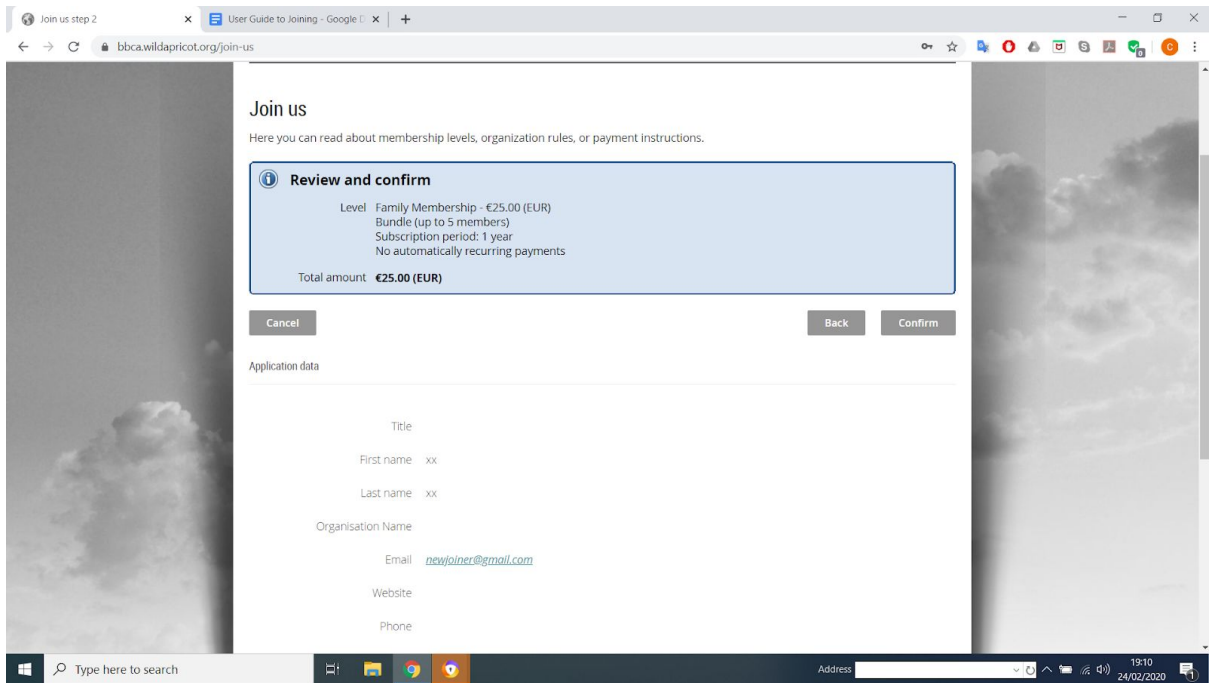 Join us step 2
User Guide to Joining - Google D
bbca.wildapricot.org/join-us
Join us
Here you can read about membership levels, organization rules, or payment instructions.
Review and confirm
Level Family Membership - €25.00 (EUR)
Bundle (up to 5 members)
Subscription period: 1 year
No automatically recurring payments
Total amount €25.00 (EUR)
Cancel Back Confirm
Application data
Title
First name xx
Last name xx
Organisation Name
Email newjoiner@gmail.com
Website
Phone
Type here to search
Address
19:10
24/02/2020